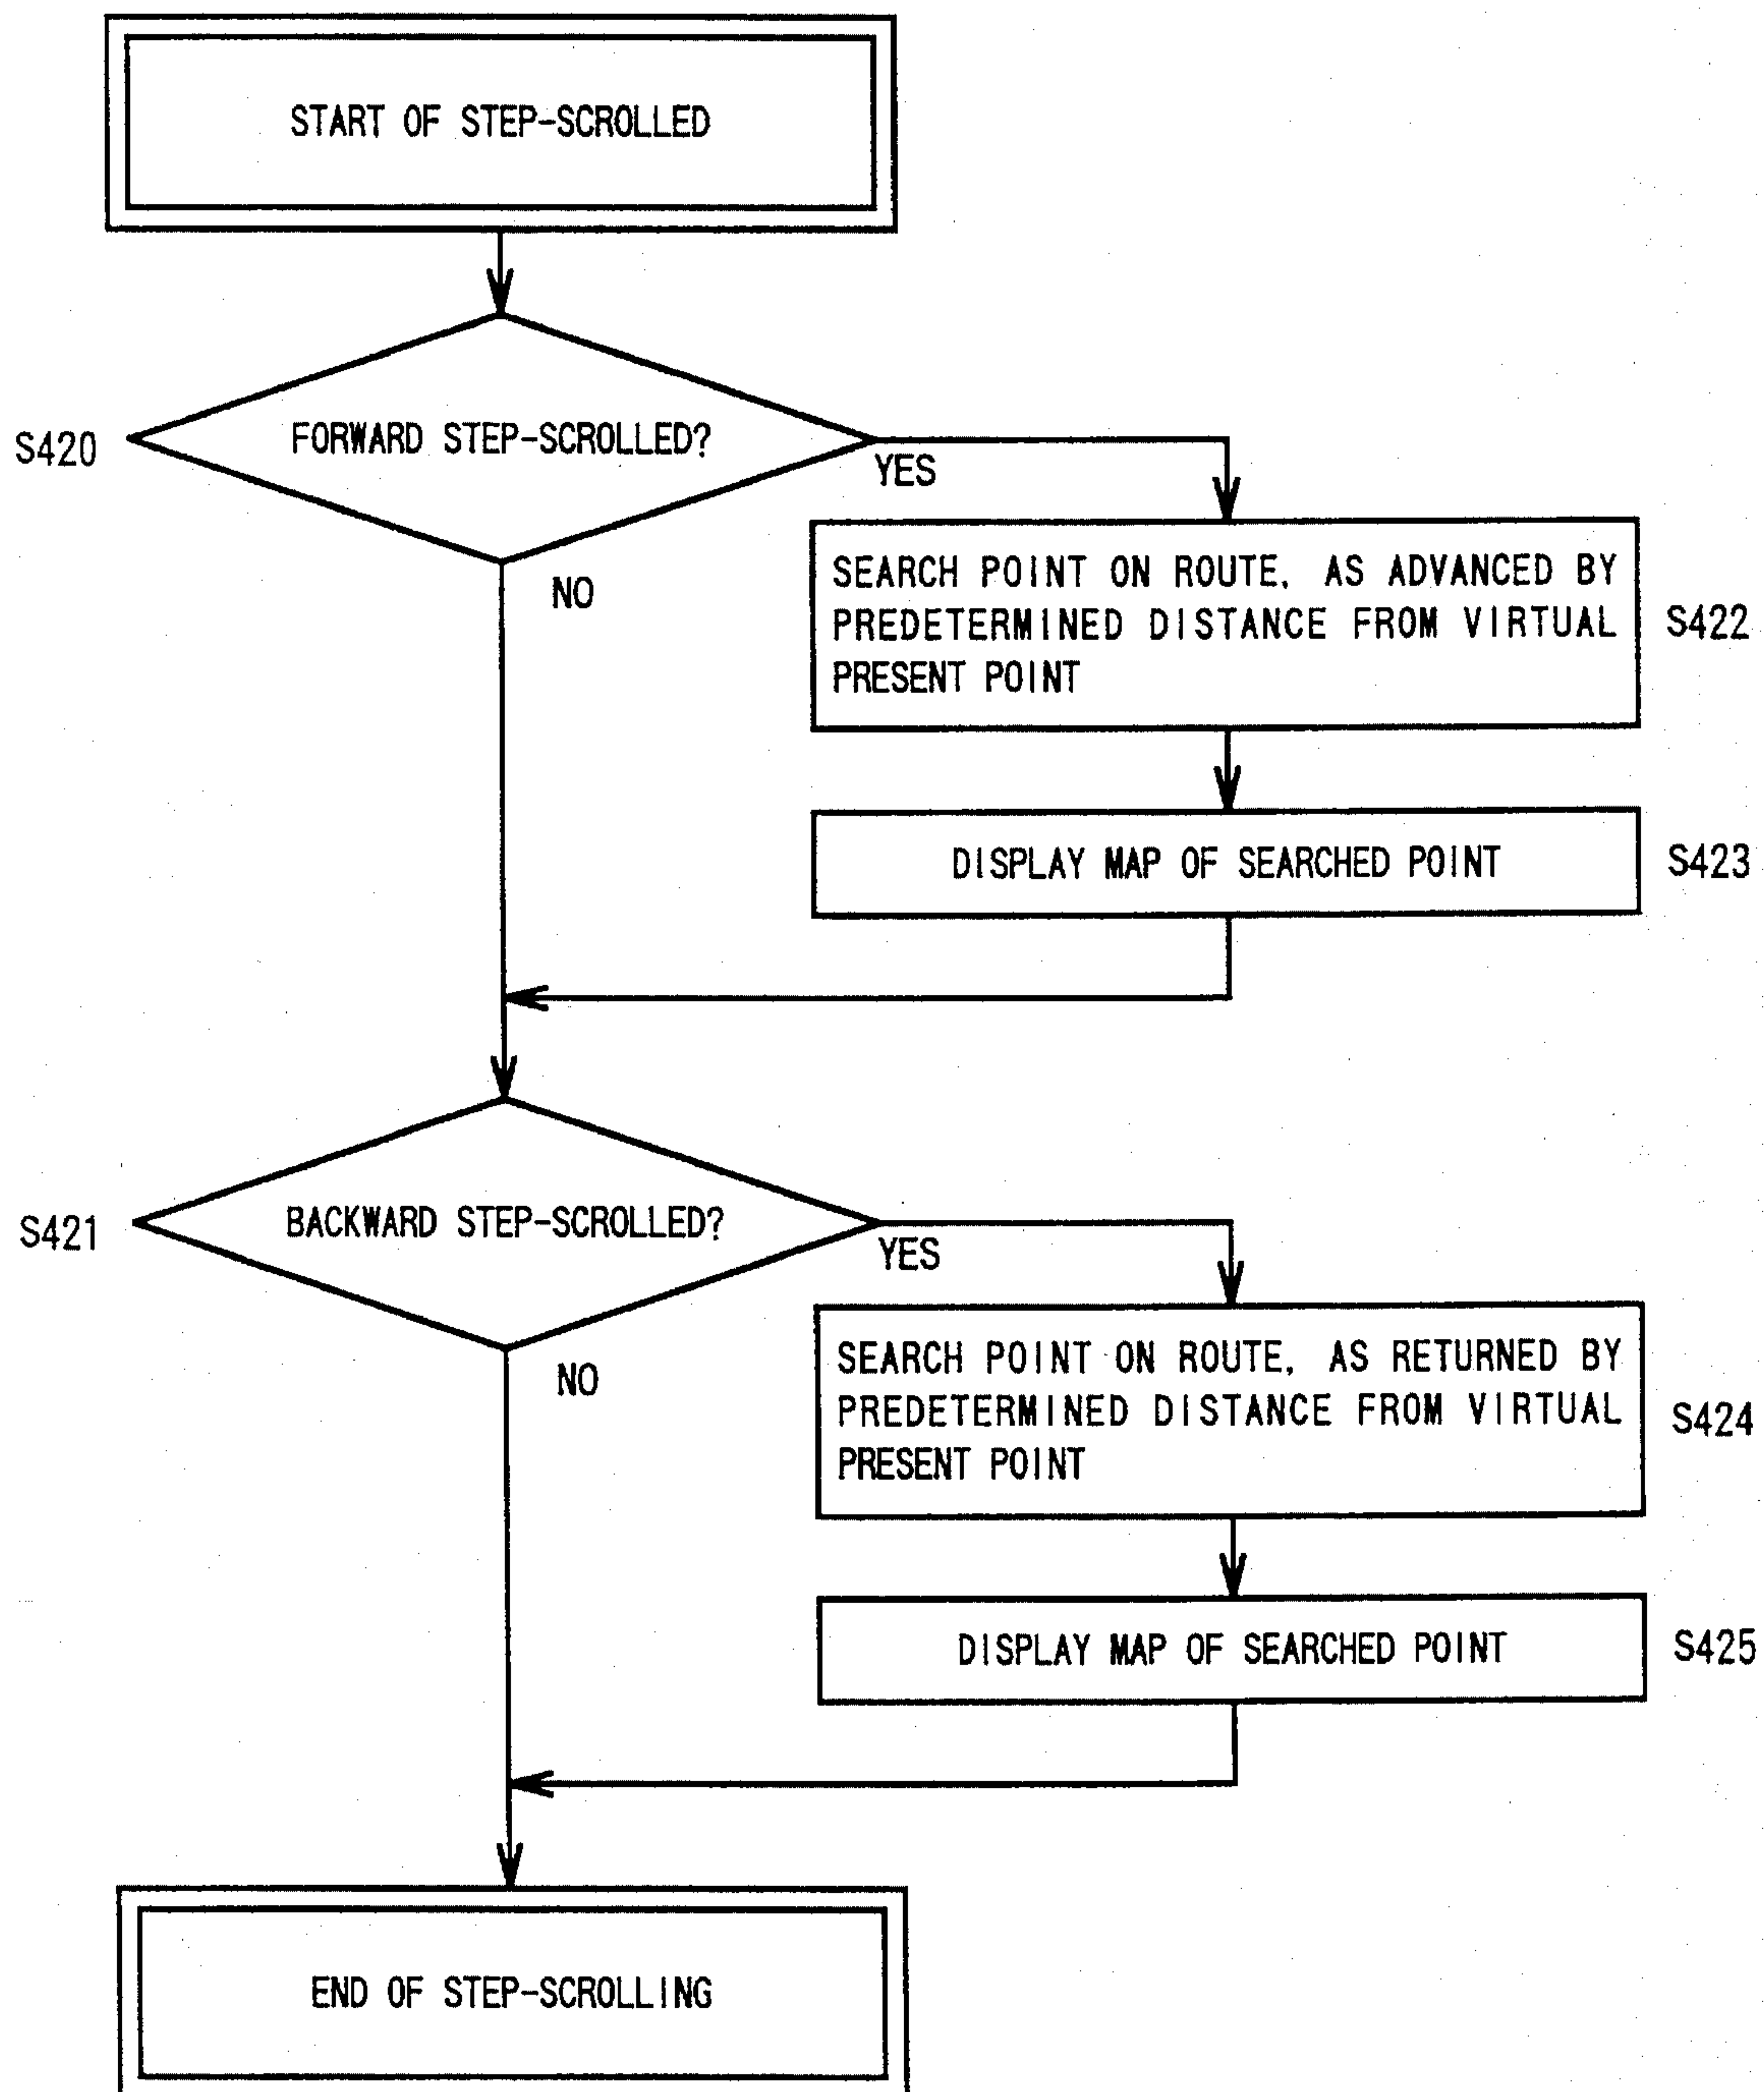 START OF STEP-SCROLLED
S420
FORWARD STEP-SCROLLED?
YES
NO
SEARCH POINT ON ROUTE, AS ADVANCED BY
PREDETERMINED DISTANCE FROM VIRTUAL
PRESENT POINT
S422
DISPLAY MAP OF SEARCHED POINT
S423
S421
BACKWARD STEP-SCROLLED?
YES
NO
SEARCH POINT ON ROUTE, AS RETURNED BY
PREDETERMINED DISTANCE FROM VIRTUAL
PRESENT POINT
S424
DISPLAY MAP OF SEARCHED POINT
S425
END OF STEP-SCROLLING